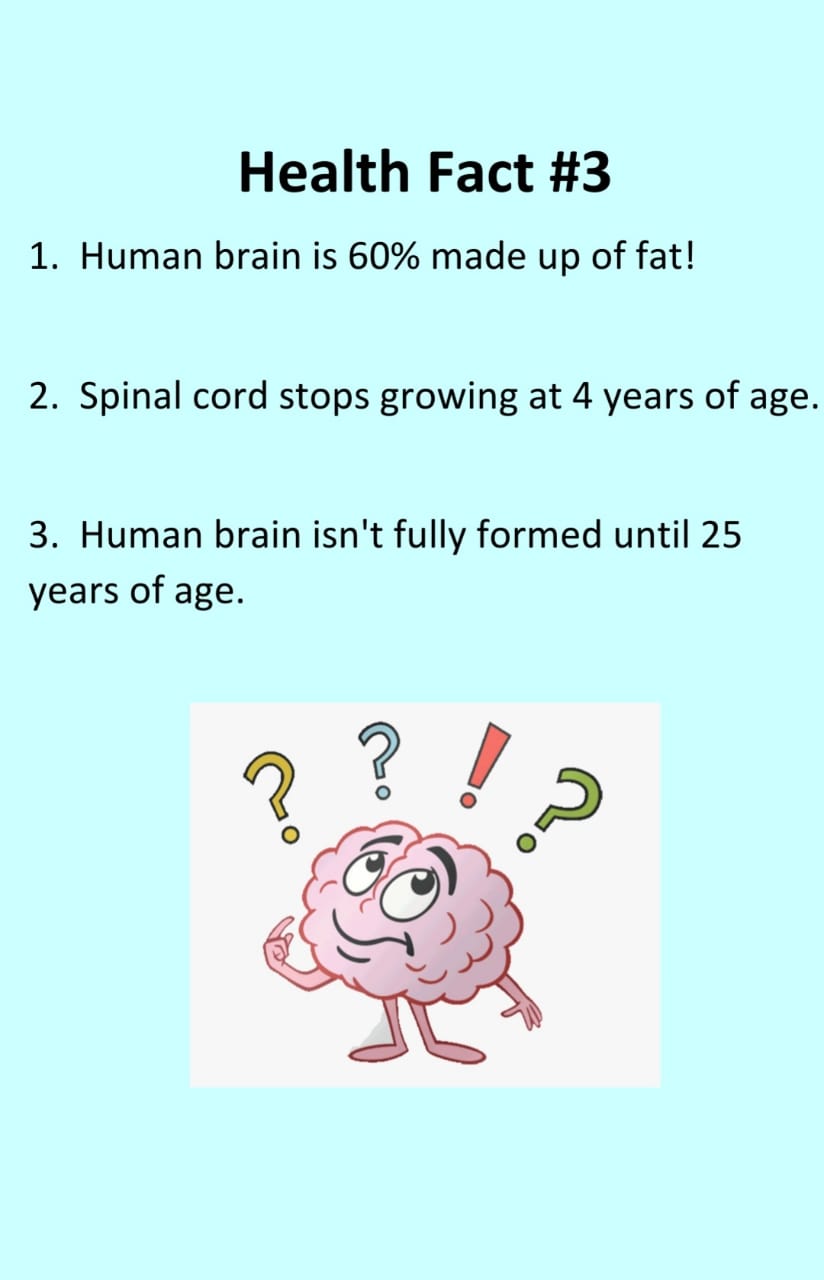 Health Fact #3
1. Human brain is 60% made up of fat!
2. Spinal cord stops growing at 4 years of age.
3. Human brain isn't fully formed until 25
years of age.
? ? ! ?